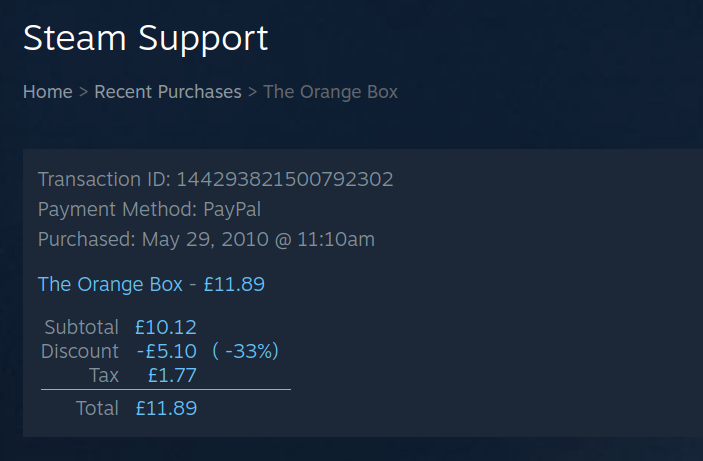 Steam Support
Home > Recent Purchases > The Orange Box
Transaction ID: 144293821500792302
Payment Method: PayPal
Purchased: May 29, 2010 @ 11:10am
The Orange Box - £11.89
Subtotal £10.12
Discount -£5.10 ( -33%)
Tax £1.77
Total £11.89